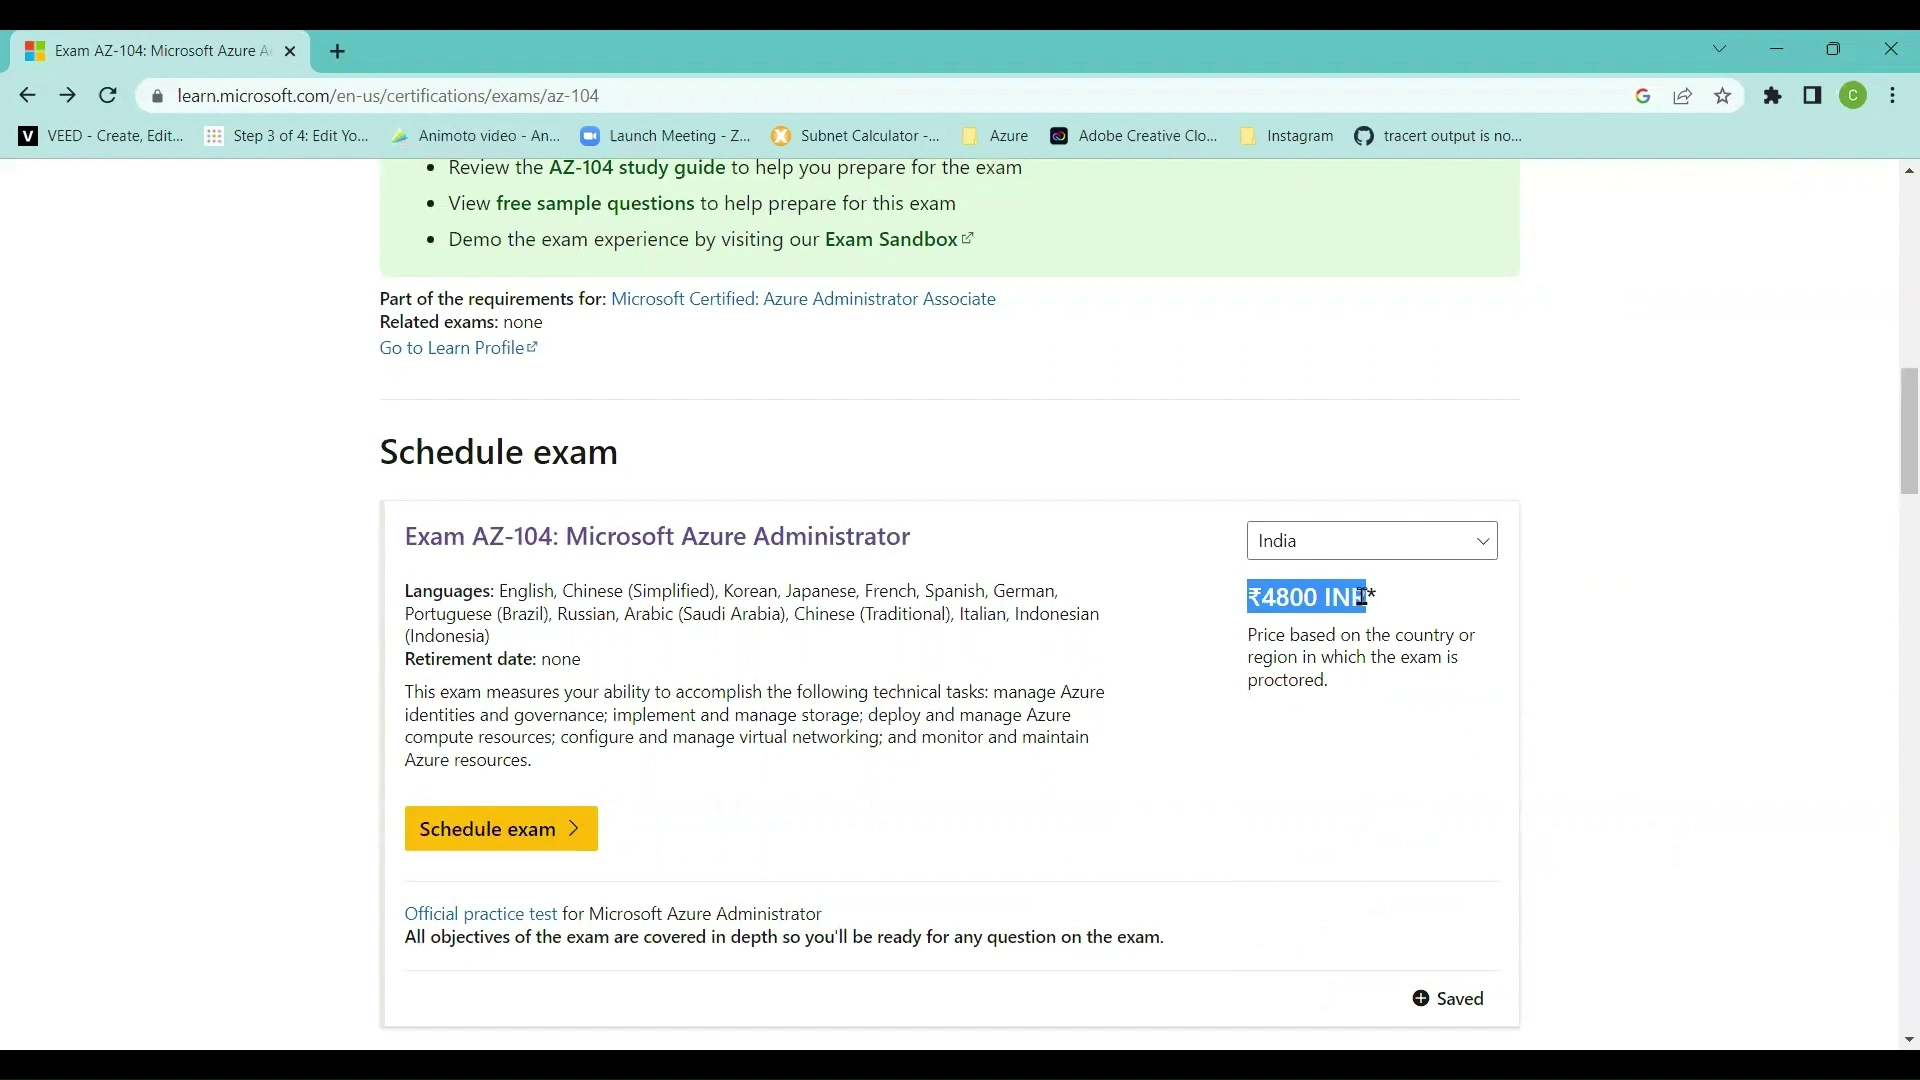 Exam AZ-104: Microsoft Azure A
learn.microsoft.com/en-us/certifications/exams/az-104
C
VEED - Create, Edit... Step 3 of 4: Edit Yo... Animoto video - An... Launch Meeting - Z... Subnet Calculator -... Azure Adobe Creative Clo... Instagram tracert output is no...
• Review the AZ-104 study guide to help you prepare for the exam
• View free sample questions to help prepare for this exam
• Demo the exam experience by visiting our Exam Sandbox
Part of the requirements for: Microsoft Certified: Azure Administrator Associate
Related exams: none
Go to Learn Profile
Schedule exam
Exam AZ-104: Microsoft Azure Administrator
Languages: English, Chinese (Simplified), Korean, Japanese, French, Spanish, German,
Portuguese (Brazil), Russian, Arabic (Saudi Arabia), Chinese (Traditional), Italian, Indonesian
(Indonesia)
Retirement date: none
This exam measures your ability to accomplish the following technical tasks: manage Azure
identities and governance; implement and manage storage; deploy and manage Azure
compute resources; configure and manage virtual networking; and monitor and maintain
Azure resources.
Schedule exam
India
₹4800 INR*
Price based on the country or
region in which the exam is
proctored.
Official practice test for Microsoft Azure Administrator
All objectives of the exam are covered in depth so you'll be ready for any question on the exam.
Saved